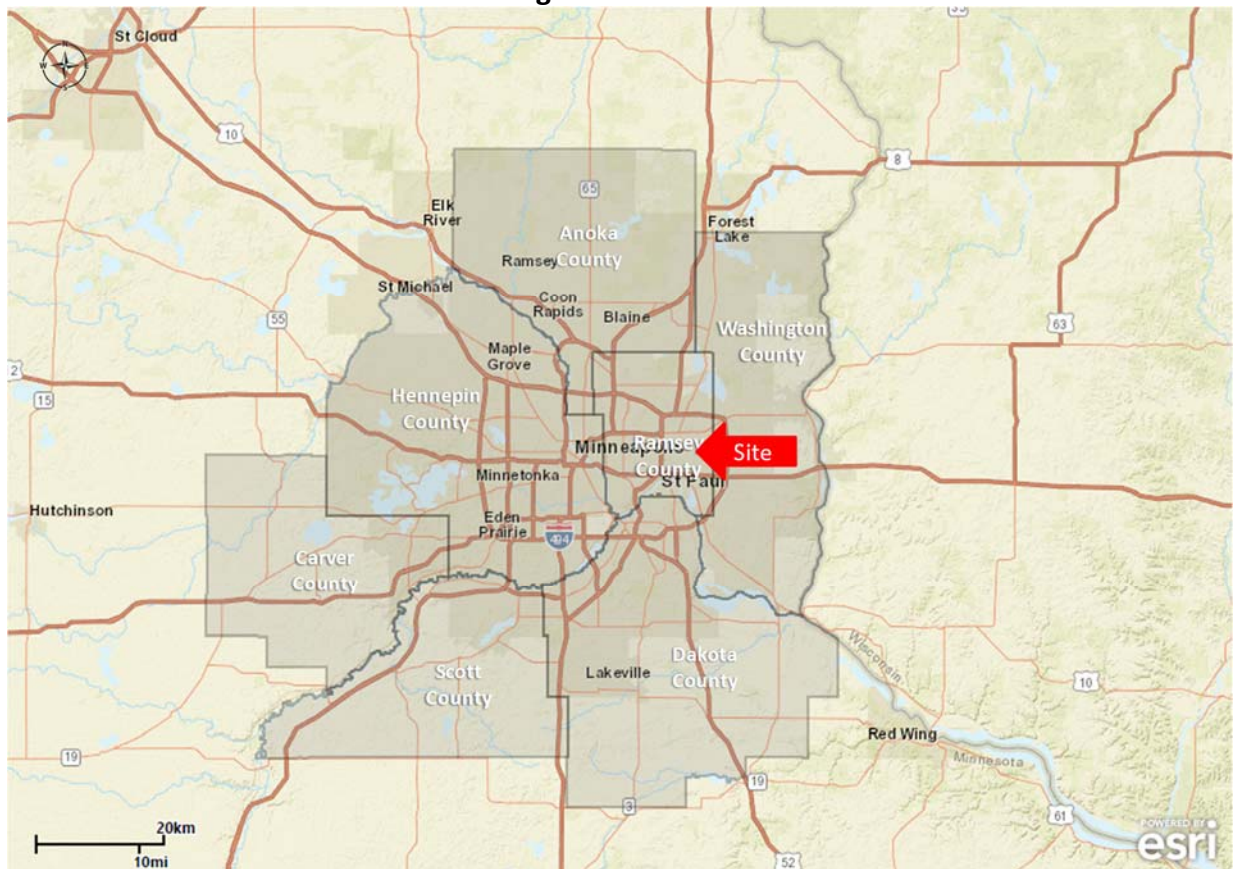 St Cloud
N
W
E
S
10
35
8
65
Elk
River
Forest
Lake
Anoka
County
Ramsey
St Michael
Coon
Rapids
Blaine
55
Washington
County
63
Maple
Grove
2
15
Hennepin
County
Minneapolis
Ramsey
County
Site
Minnetonka
St Paul
Hutchinson
Eden
Prairie
494
Carver
County
Wisconsin
Scott
County
Lakeville
Dakota
County
10
Red Wing
19
Minnesota
19
3
61
20km
10mi
52
POWERED BY
esri